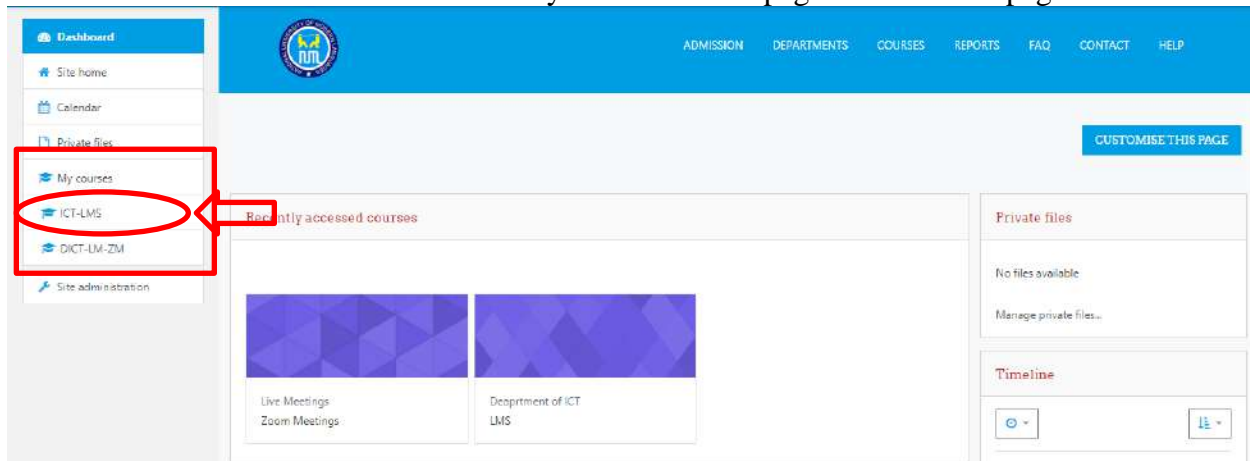 Dashboard
Site home
Calendar
Private files
My courses
ICT-LMS
DICT-LM-ZM
Site administration
ADMISSION DEPARTMENTS COURSES REPORTS FAQ CONTACT HELP
CUSTOMISE THIS PAGE
Recently accessed courses
Live Meetings
Zoom Meetings
Deaprtment of ICT
LMS
Private files
No files available
Manage private files...
Timeline